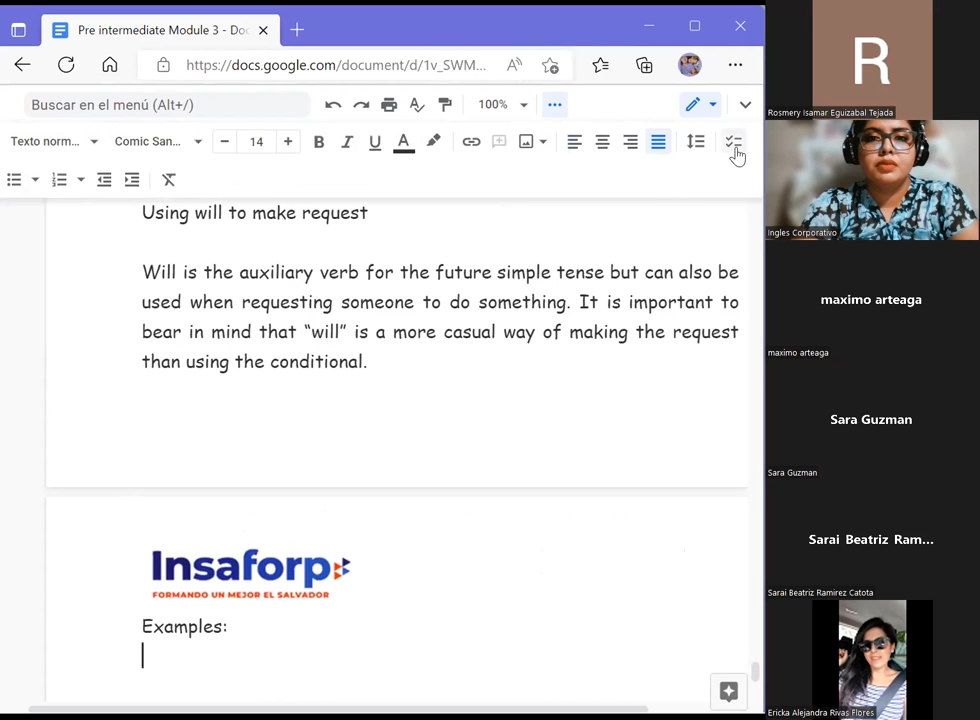 Pre intermediate Module 3 - Doc
https://docs.google.com/document/d/1v_SWM...
Buscar en el menú (Alt+/)
100%
Texto norm...
Comic San...
14
Using will to make request
Will is the auxiliary verb for the future simple tense but can also be
used when requesting someone to do something. It is important to
bear in mind that “will” is a more casual way of making the request
than using the conditional.
Insaforp
FORMANDO UN MEJOR EL SALVADOR
Examples:
R
Rosmery Isamar Eguizabal Tejada
Ingles Corporativo
maximo arteaga
maximo arteaga
Sara Guzman
Sara Guzman
Sarai Beatriz Ram...
Sarai Beatriz Ramirez Catota
Ericka Alejandra Rivas Flores